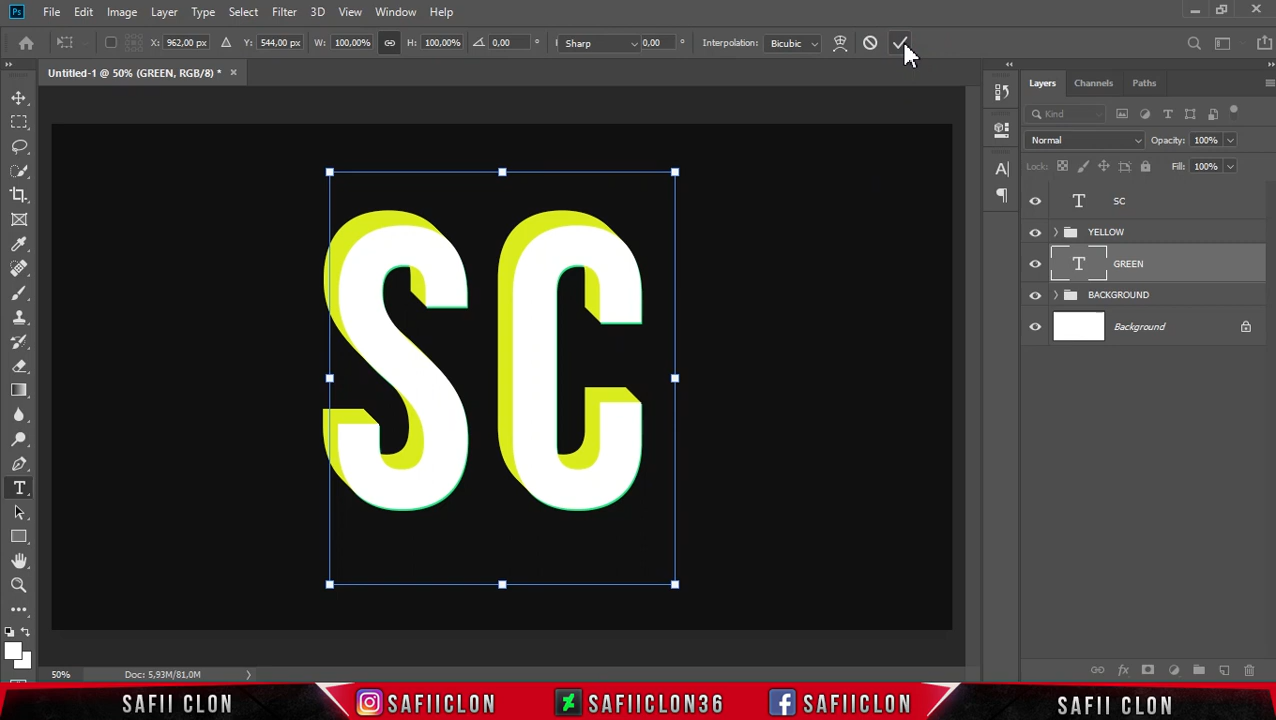 Ps File Edit Image Layer Type Select Filter 3D View Window Help
X: 962,00 px Y: 544,00 px W: 100,00% H: 100,00% 0,00 ° Sharp 0,00 ° Interpolation: Bicubic
Untitled-1 @ 50% (GREEN, RGB/8) * ×
Layers Channels Paths
Kind
Normal Opacity: 100%
Lock: Fill: 100%
T SC
YELLOW
T GREEN
BACKGROUND
Background
SC
50% Doc: 5,93M/81,0M
SAFII CLON SAFIICLON SAFIICLON36 SAFIICLON SAFII CLON